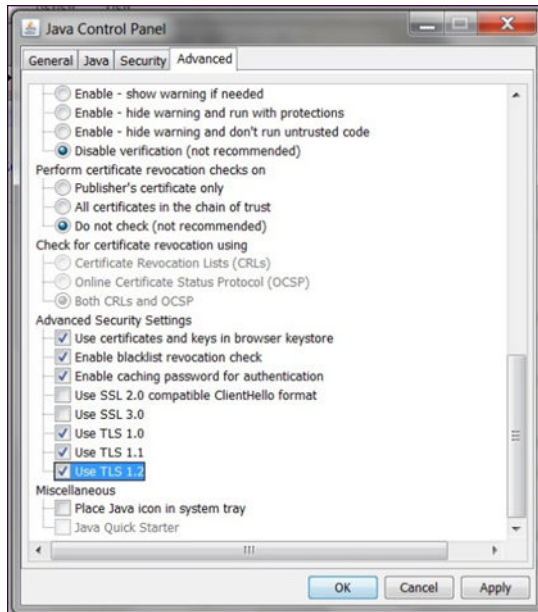 Java Control Panel
General Java Security Advanced
Enable - show warning if needed
Enable - hide warning and run with protections
Enable - hide warning and don't run untrusted code
Disable verification (not recommended)
Perform certificate revocation checks on
Publisher's certificate only
All certificates in the chain of trust
Do not check (not recommended)
Check for certificate revocation using
Certificate Revocation Lists (CRLs)
Online Certificate Status Protocol (OCSP)
Both CRLs and OCSP
Advanced Security Settings
Use certificates and keys in browser keystore
Enable blacklist revocation check
Enable caching password for authentication
Use SSL 2.0 compatible ClientHello format
Use SSL 3.0
Use TLS 1.0
Use TLS 1.1
Use TLS 1.2
Miscellaneous
Place Java icon in system tray
Java Quick Starter
OK Cancel Apply